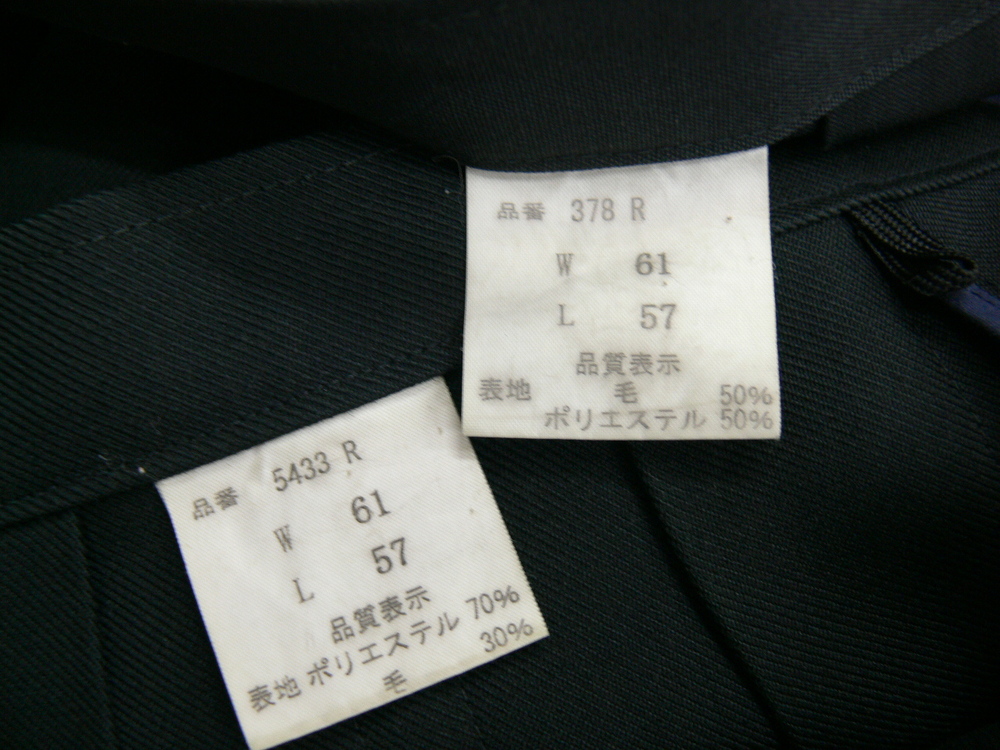 品番 378 R
W 61
L 57
品質表示
表地 毛 50%
ポリエステル 50%
品番 5433 R
W 61
L 57
品質表示
表地 ポリエステル 70%
毛 30%